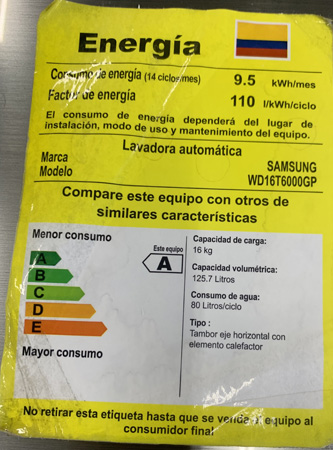 Energía
Consumo de energía (14 ciclos/mes) 9.5 kWh/mes
Factor de energía 110 l/kWh/ciclo
El consumo de energía dependerá del lugar de
instalación, modo de uso y mantenimiento del equipo.
Lavadora automática
Marca SAMSUNG
Modelo WD16T6000GP
Compare este equipo con otros de
similares características
Menor consumo
A
B
C
D
E
Mayor consumo
Este equipo
A
Capacidad de carga:
16 kg
Capacidad volumétrica:
125.7 Litros
Consumo de agua:
80 Litros/ciclo
Tipo :
Tambor eje horizontal con
elemento calefactor
No retirar esta etiqueta hasta que se venda el equipo al
consumidor final